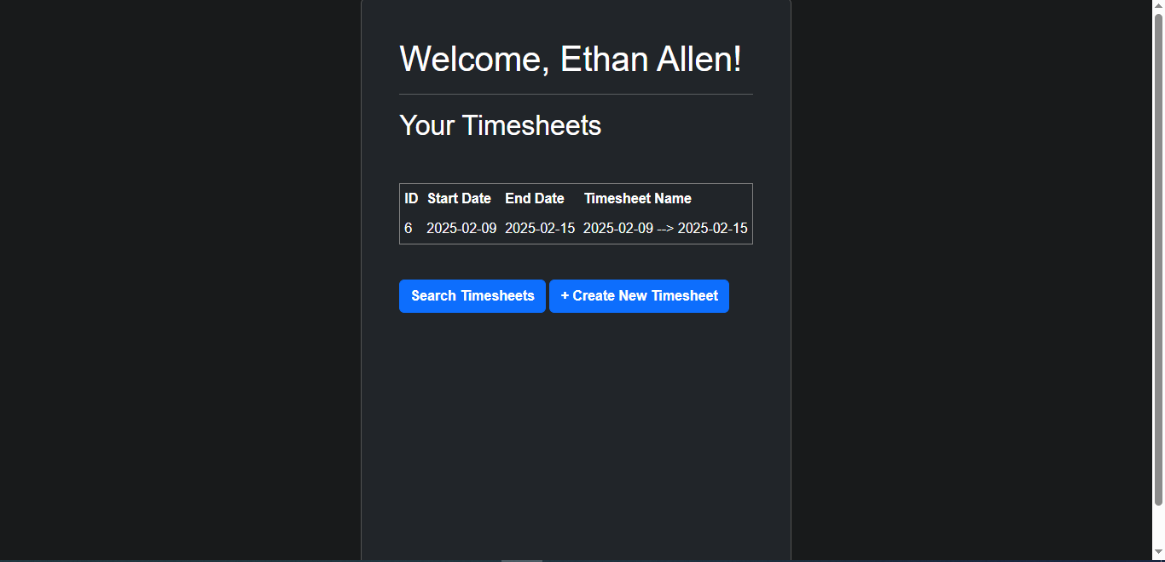 Welcome, Ethan Allen!
Your Timesheets
ID Start Date End Date Timesheet Name
6 2025-02-09 2025-02-15 2025-02-09 --> 2025-02-15
Search Timesheets + Create New Timesheet